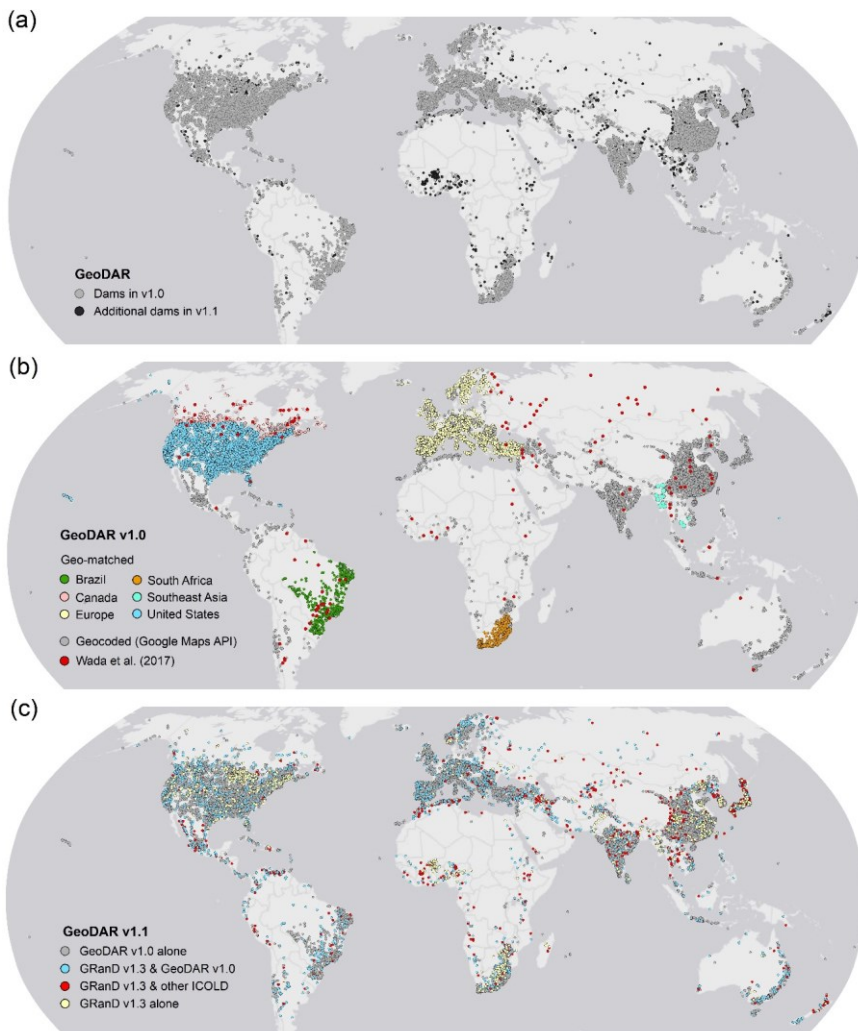 (a)
GeoDAR
Dams in v1.0
Additional dams in v1.1
(b)
GeoDAR v1.0
Geo-matched
Brazil South Africa
Canada Southeast Asia
Europe United States
Geocoded (Google Maps API)
Wada et al. (2017)
(c)
GeoDAR v1.1
GeoDAR v1.0 alone
GRanD v1.3 & GeoDAR v1.0
GRanD v1.3 & other ICOLD
GRanD v1.3 alone